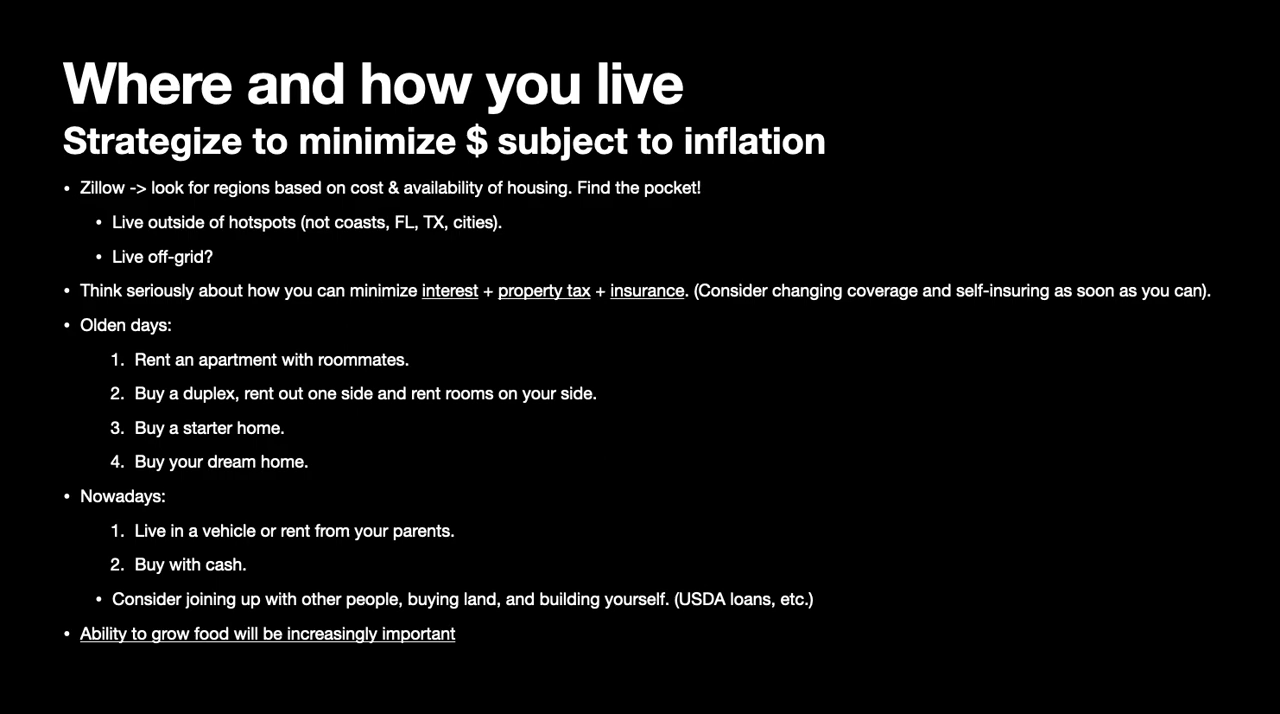 Where and how you live
Strategize to minimize $ subject to inflation
• Zillow -> look for regions based on cost & availability of housing. Find the pocket!
• Live outside of hotspots (not coasts, FL, TX, cities).
• Live off-grid?
• Think seriously about how you can minimize interest + property tax + insurance. (Consider changing coverage and self-insuring as soon as you can).
• Olden days:
1. Rent an apartment with roommates.
2. Buy a duplex, rent out one side and rent rooms on your side.
3. Buy a starter home.
4. Buy your dream home.
• Nowadays:
1. Live in a vehicle or rent from your parents.
2. Buy with cash.
• Consider joining up with other people, buying land, and building yourself. (USDA loans, etc.)
• Ability to grow food will be increasingly important